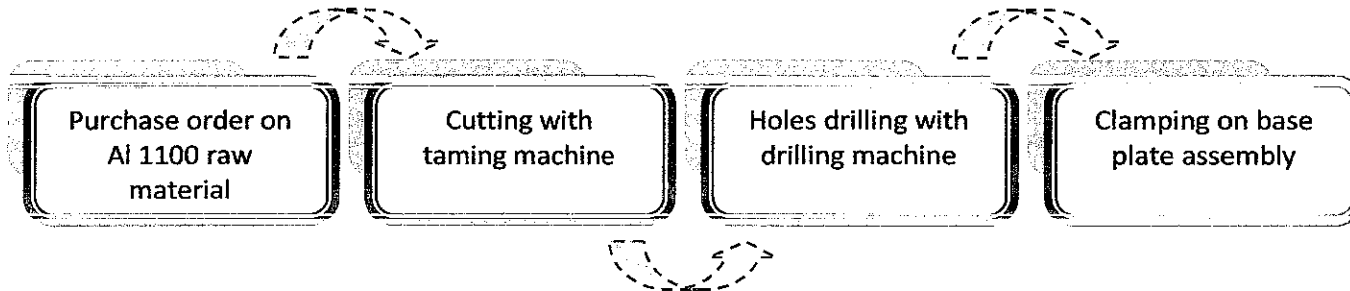 Purchase order on
Al 1100 raw
material
Cutting with
taming machine
Holes drilling with
drilling machine
Clamping on base
plate assembly